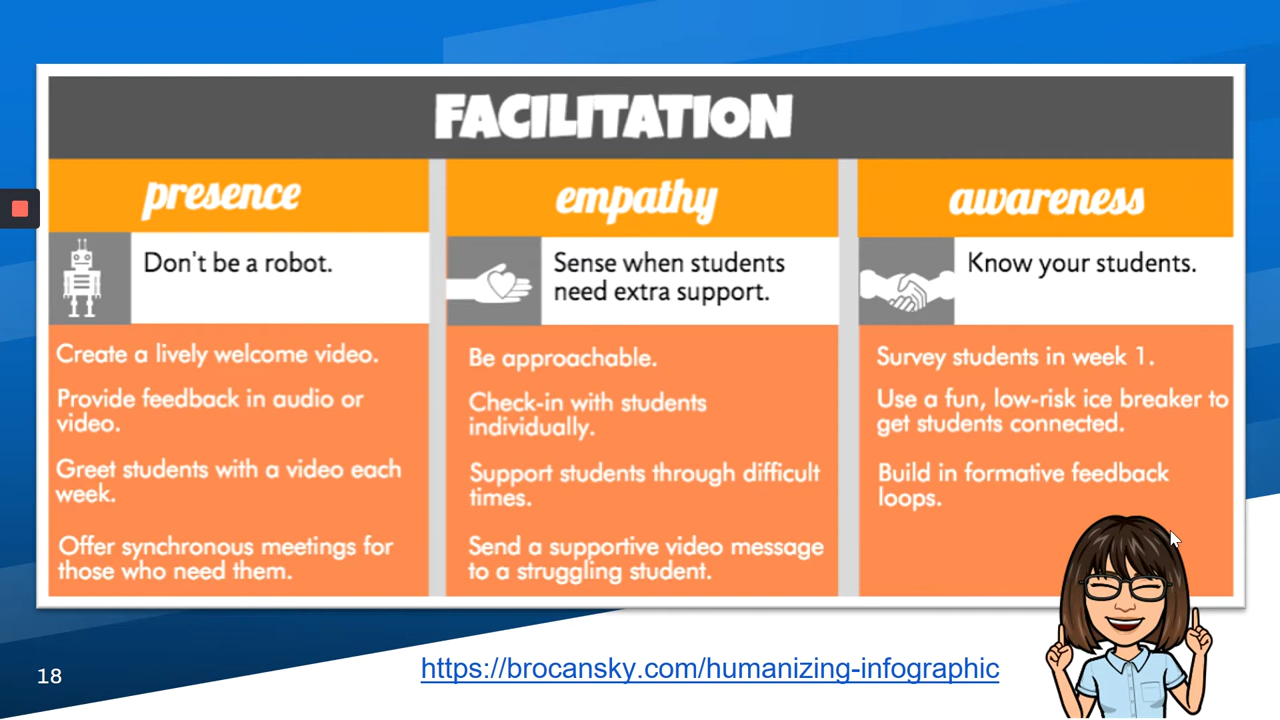 FACILITATION
presence
Don't be a robot.
Create a lively welcome video.
Provide feedback in audio or
video.
Greet students with a video each
week.
Offer synchronous meetings for
those who need them.
empathy
Sense when students
need extra support.
Be approachable.
Check-in with students
individually.
Support students through difficult
times.
Send a supportive video message
to a struggling student.
awareness
Know your students.
Survey students in week 1.
Use a fun, low-risk ice breaker to
get students connected.
Build in formative feedback
loops.
18
https://brocansky.com/humanizing-infographic